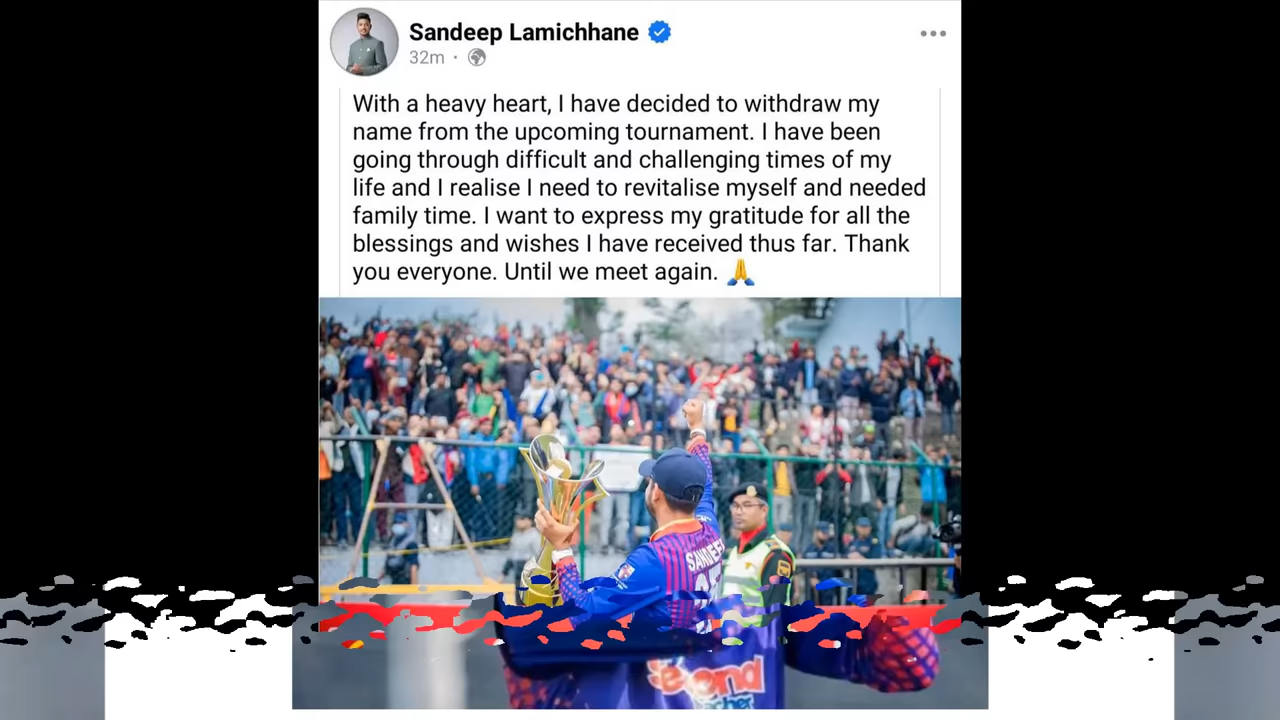 Sandeep Lamichhane
32m ·
With a heavy heart, I have decided to withdraw my
name from the upcoming tournament. I have been
going through difficult and challenging times of my
life and I realise I need to revitalise myself and needed
family time. I want to express my gratitude for all the
blessings and wishes I have received thus far. Thank
you everyone. Until we meet again. 🙏